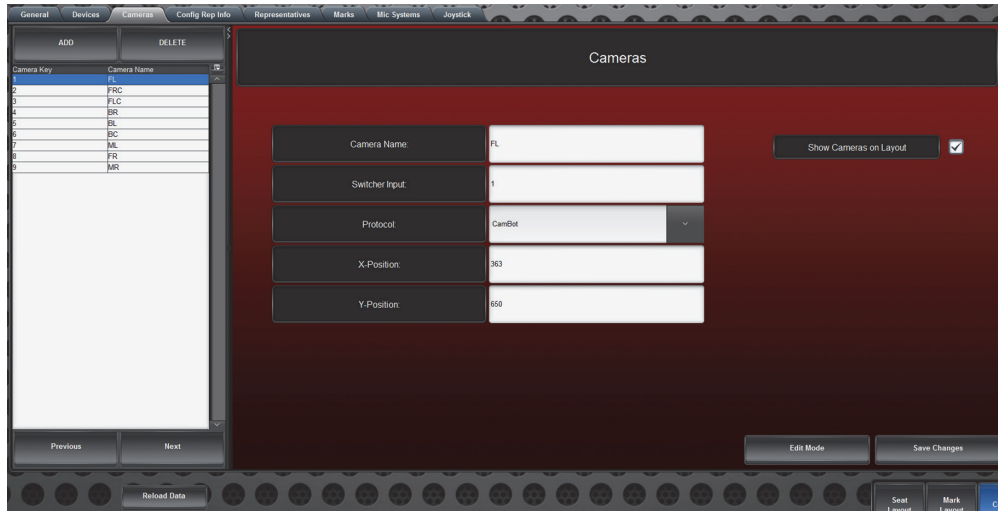 General Devices Cameras Config Rep Info Representatives Marks Mic Systems Joystick
ADD DELETE
Camera Key Camera Name
1 FL
2 FRC
3 FLC
4 BR
5 BL
6 BC
7 ML
8 FR
9 MR
Previous Next
Cameras
Camera Name: FL
Switcher Input: 1
Protocol: CamBot
X-Position: 363
Y-Position: 650
Show Cameras on Layout
Edit Mode Save Changes
Reload Data
Seat Mark
Layout Layout